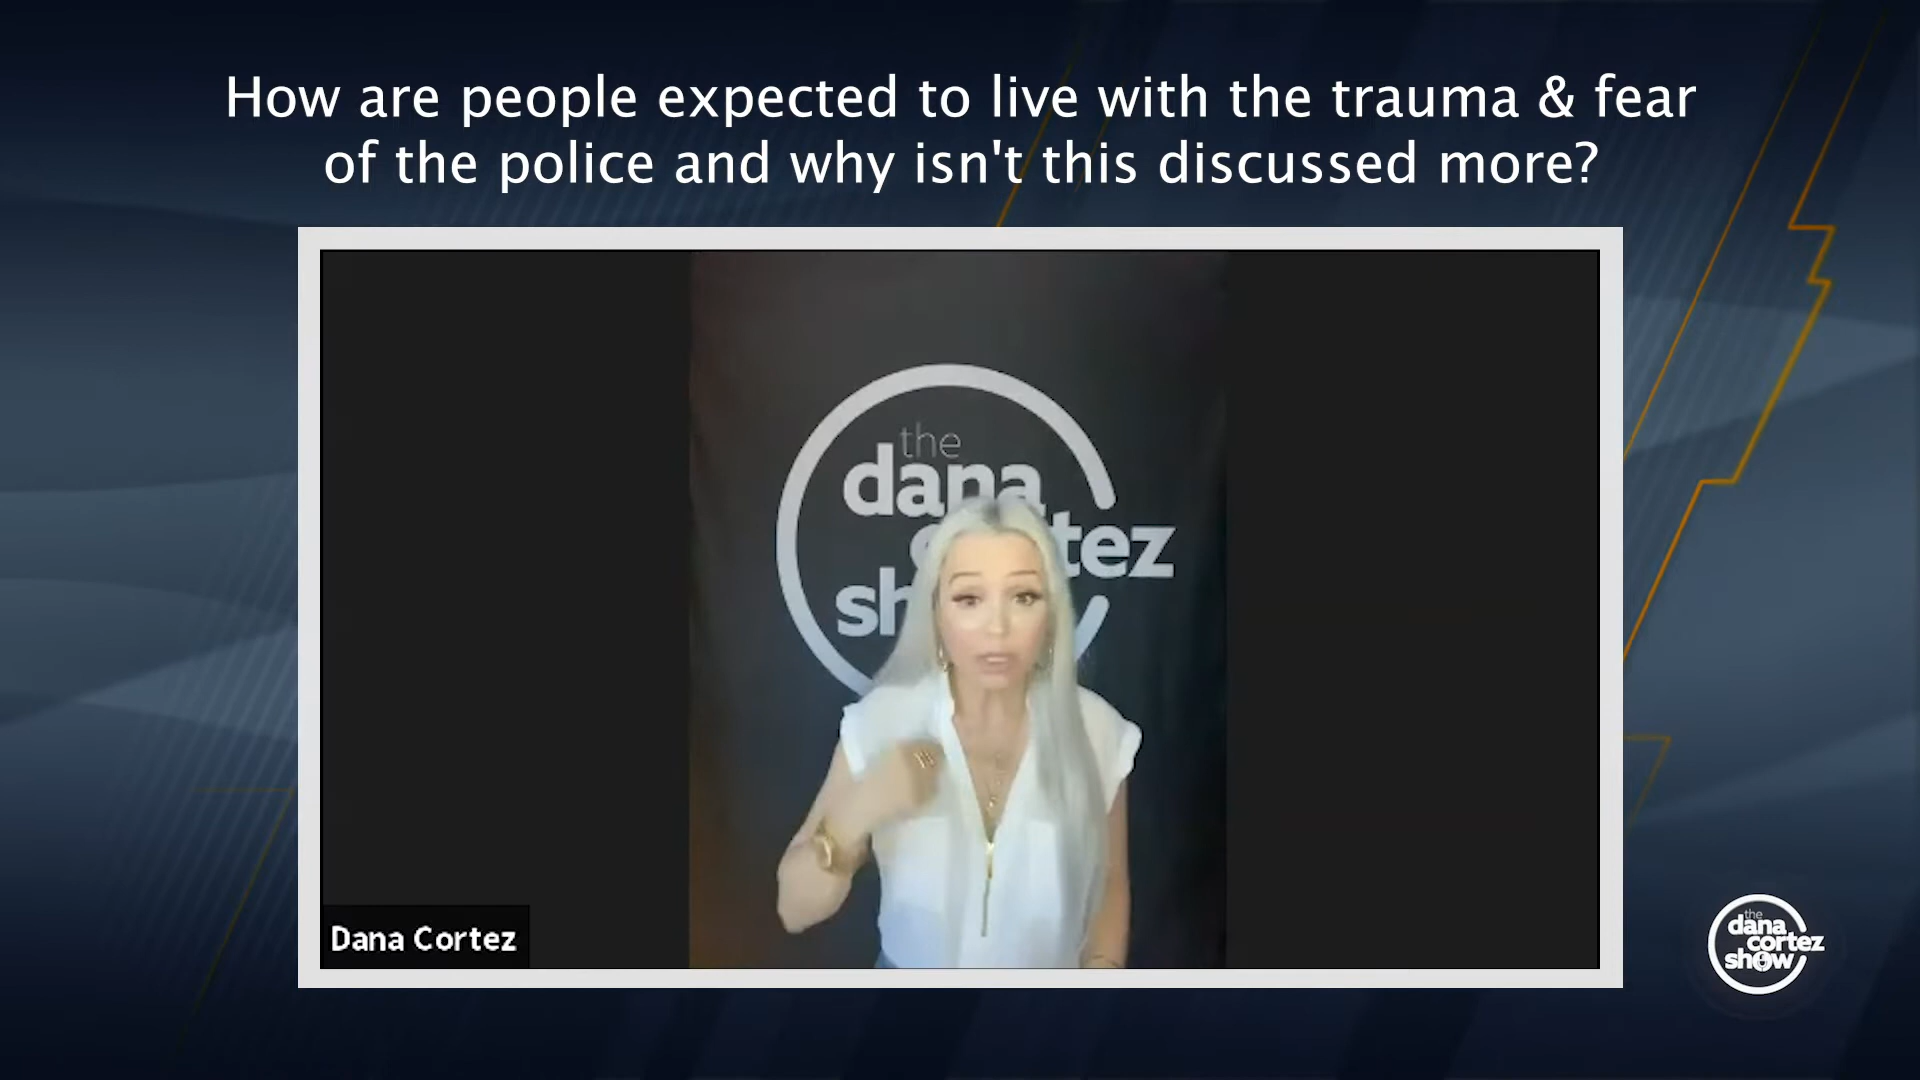 How are people expected to live with the trauma & fear
of the police and why isn't this discussed more?
the
dana
tez
sh
Dana Cortez
the
dana
cortez
show